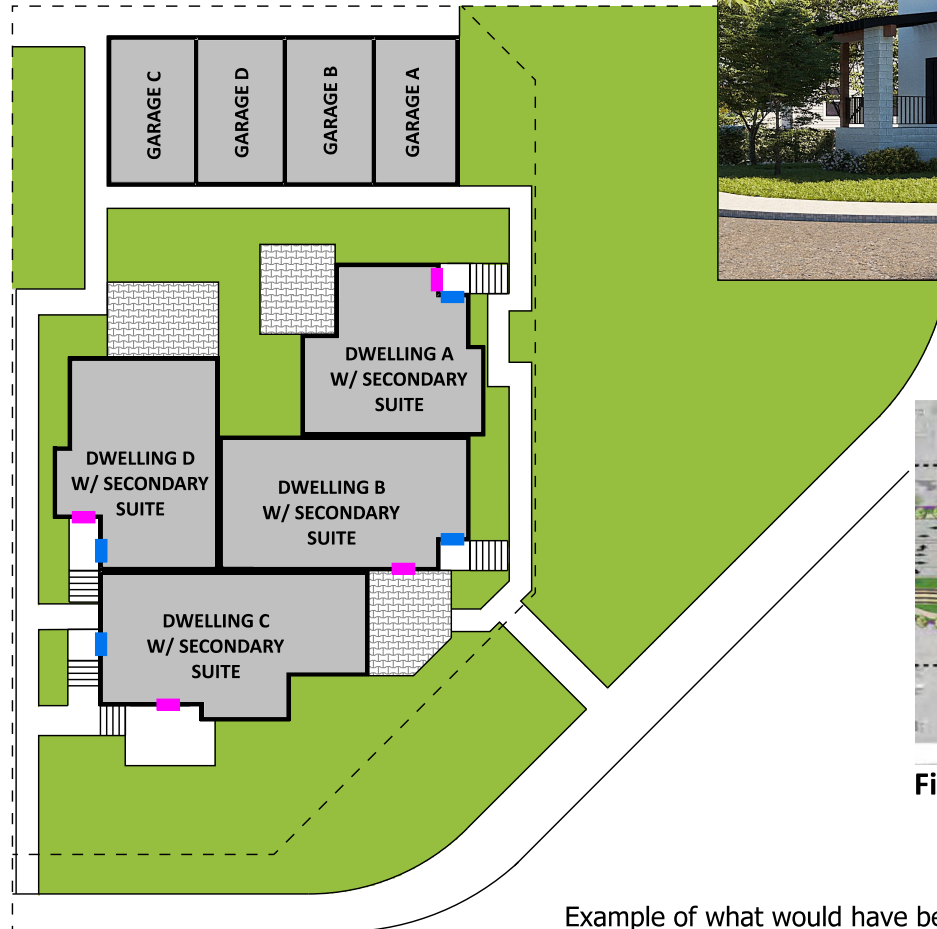 GARAGE C
GARAGE D
GARAGE B
GARAGE A
DWELLING A
W/ SECONDARY
SUITE
DWELLING D
W/ SECONDARY
SUITE
DWELLING B
W/ SECONDARY
SUITE
DWELLING C
W/ SECONDARY
SUITE
Fi
Example of what would have be